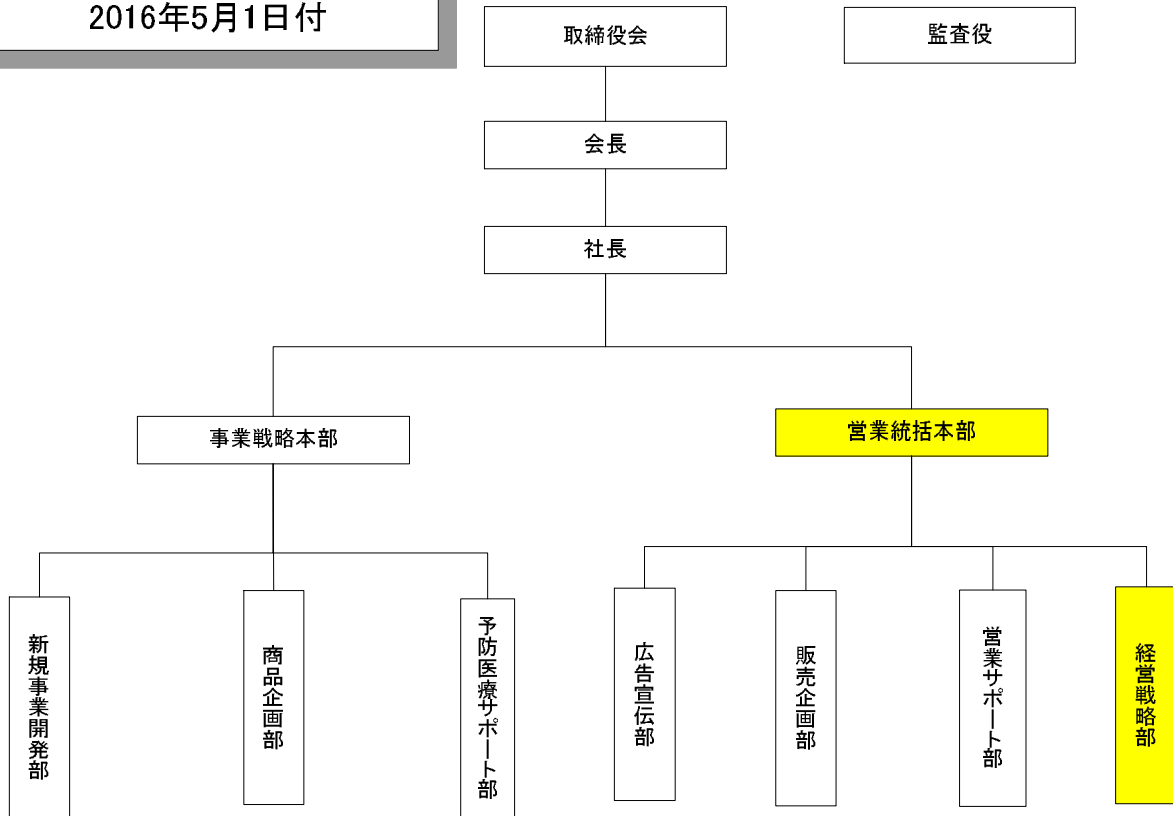 2016年5月1日付
取締役会
監査役
会長
社長
事業戦略本部
営業統括本部
新規事業開発部
商品企画部
予防医療サポート部
広告宣伝部
販売企画部
営業サポート部
経営戦略部